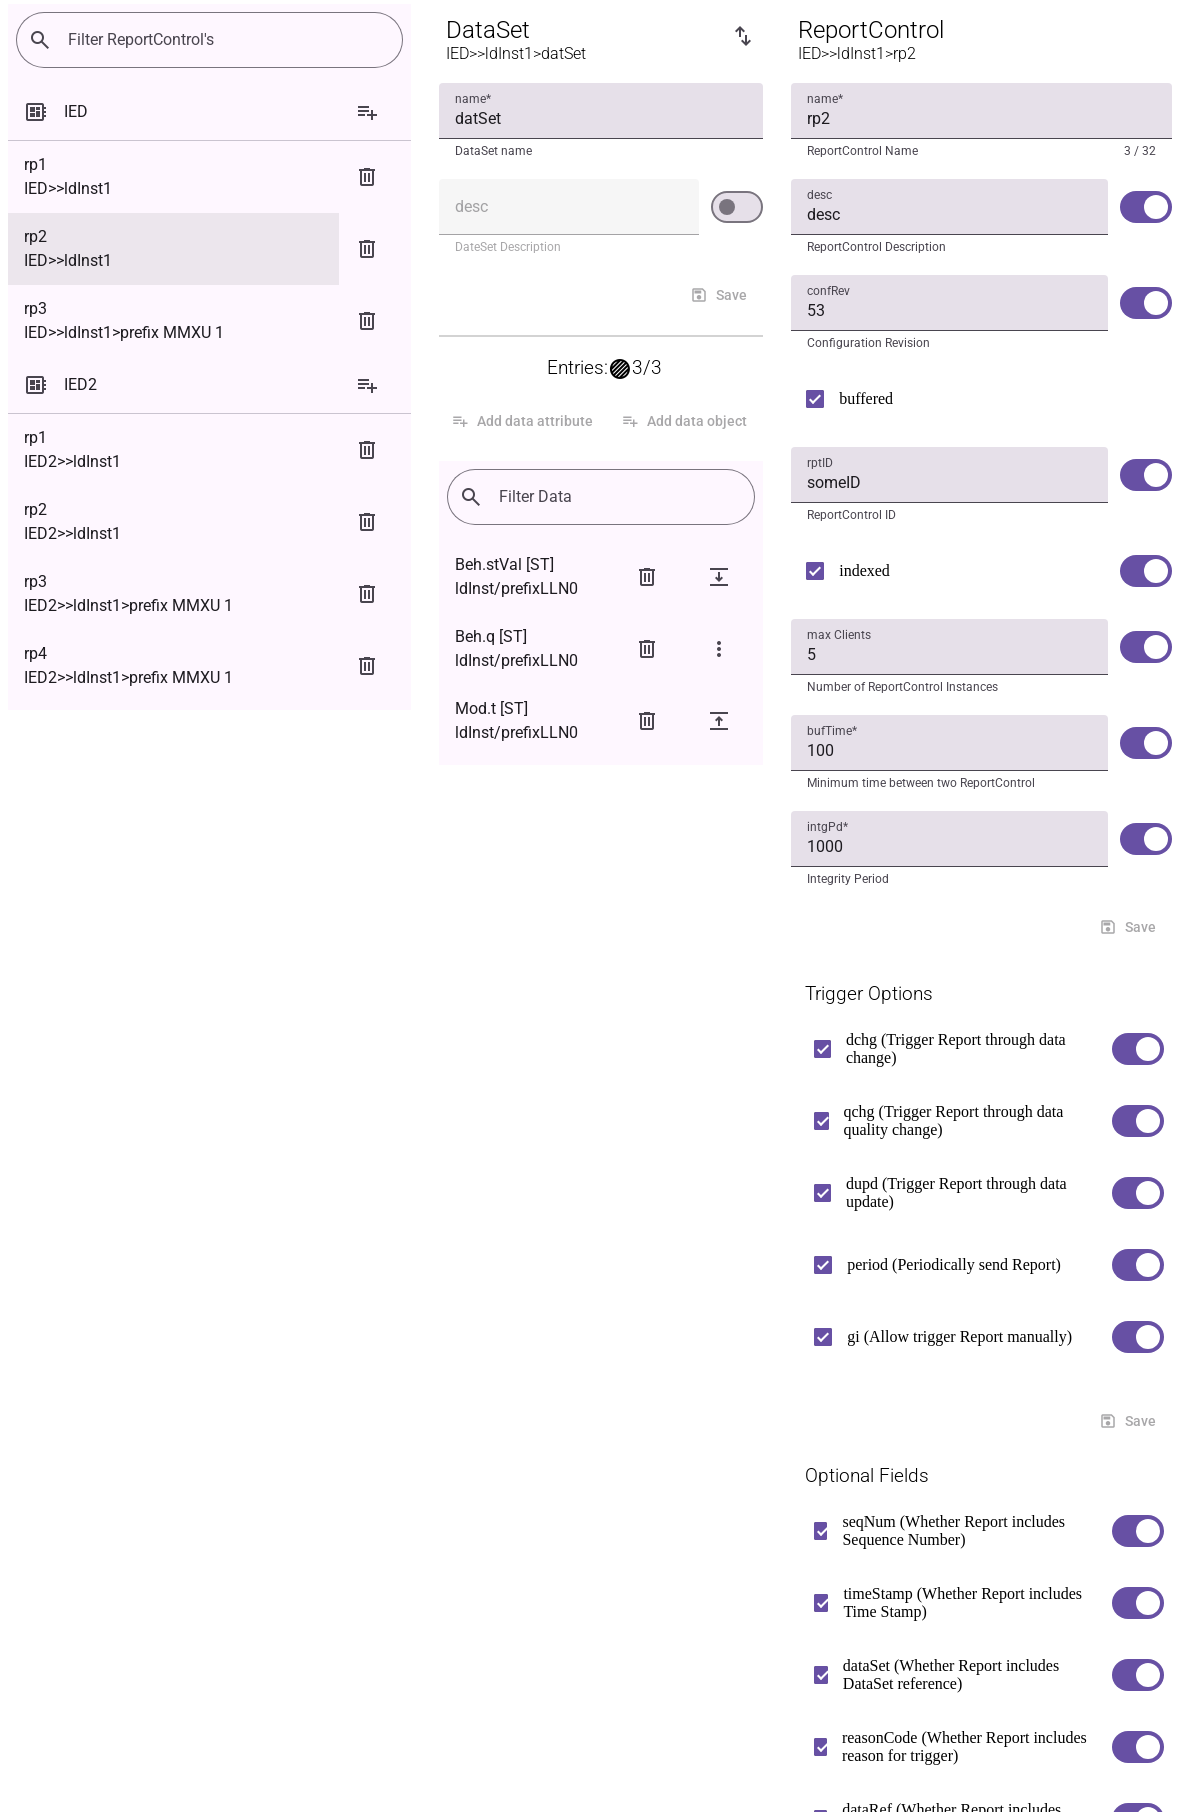 Filter ReportControl's
IED
rp1
IED>>ldInst1
rp2
IED>>ldInst1
rp3
IED>>ldInst1>prefix MMXU 1
IED2
rp1
IED2>>ldInst1
rp2
IED2>>ldInst1
rp3
IED2>>ldInst1>prefix MMXU 1
rp4
IED2>>ldInst1>prefix MMXU 1
DataSet
IED>>ldInst1>datSet
name*
datSet
DataSet name
desc
DateSet Description
Save
Entries: 3/3
Add data attribute Add data object
Filter Data
Beh.stVal [ST]
ldInst/prefixLLN0
Beh.q [ST]
ldInst/prefixLLN0
Mod.t [ST]
ldInst/prefixLLN0
ReportControl
IED>>ldInst1>rp2
name*
rp2
ReportControl Name 3 / 32
desc
desc
ReportControl Description
confRev
53
Configuration Revision
buffered
rptID
someID
ReportControl ID
indexed
max Clients
5
Number of ReportControl Instances
bufTime*
100
Minimum time between two ReportControl
intgPd*
1000
Integrity Period
Save
Trigger Options
dchg (Trigger Report through data
change)
qchg (Trigger Report through data
quality change)
dupd (Trigger Report through data
update)
period (Periodically send Report)
gi (Allow trigger Report manually)
Save
Optional Fields
seqNum (Whether Report includes
Sequence Number)
timeStamp (Whether Report includes
Time Stamp)
dataSet (Whether Report includes
DataSet reference)
reasonCode (Whether Report includes
reason for trigger)
dataRef (Whether Report includes